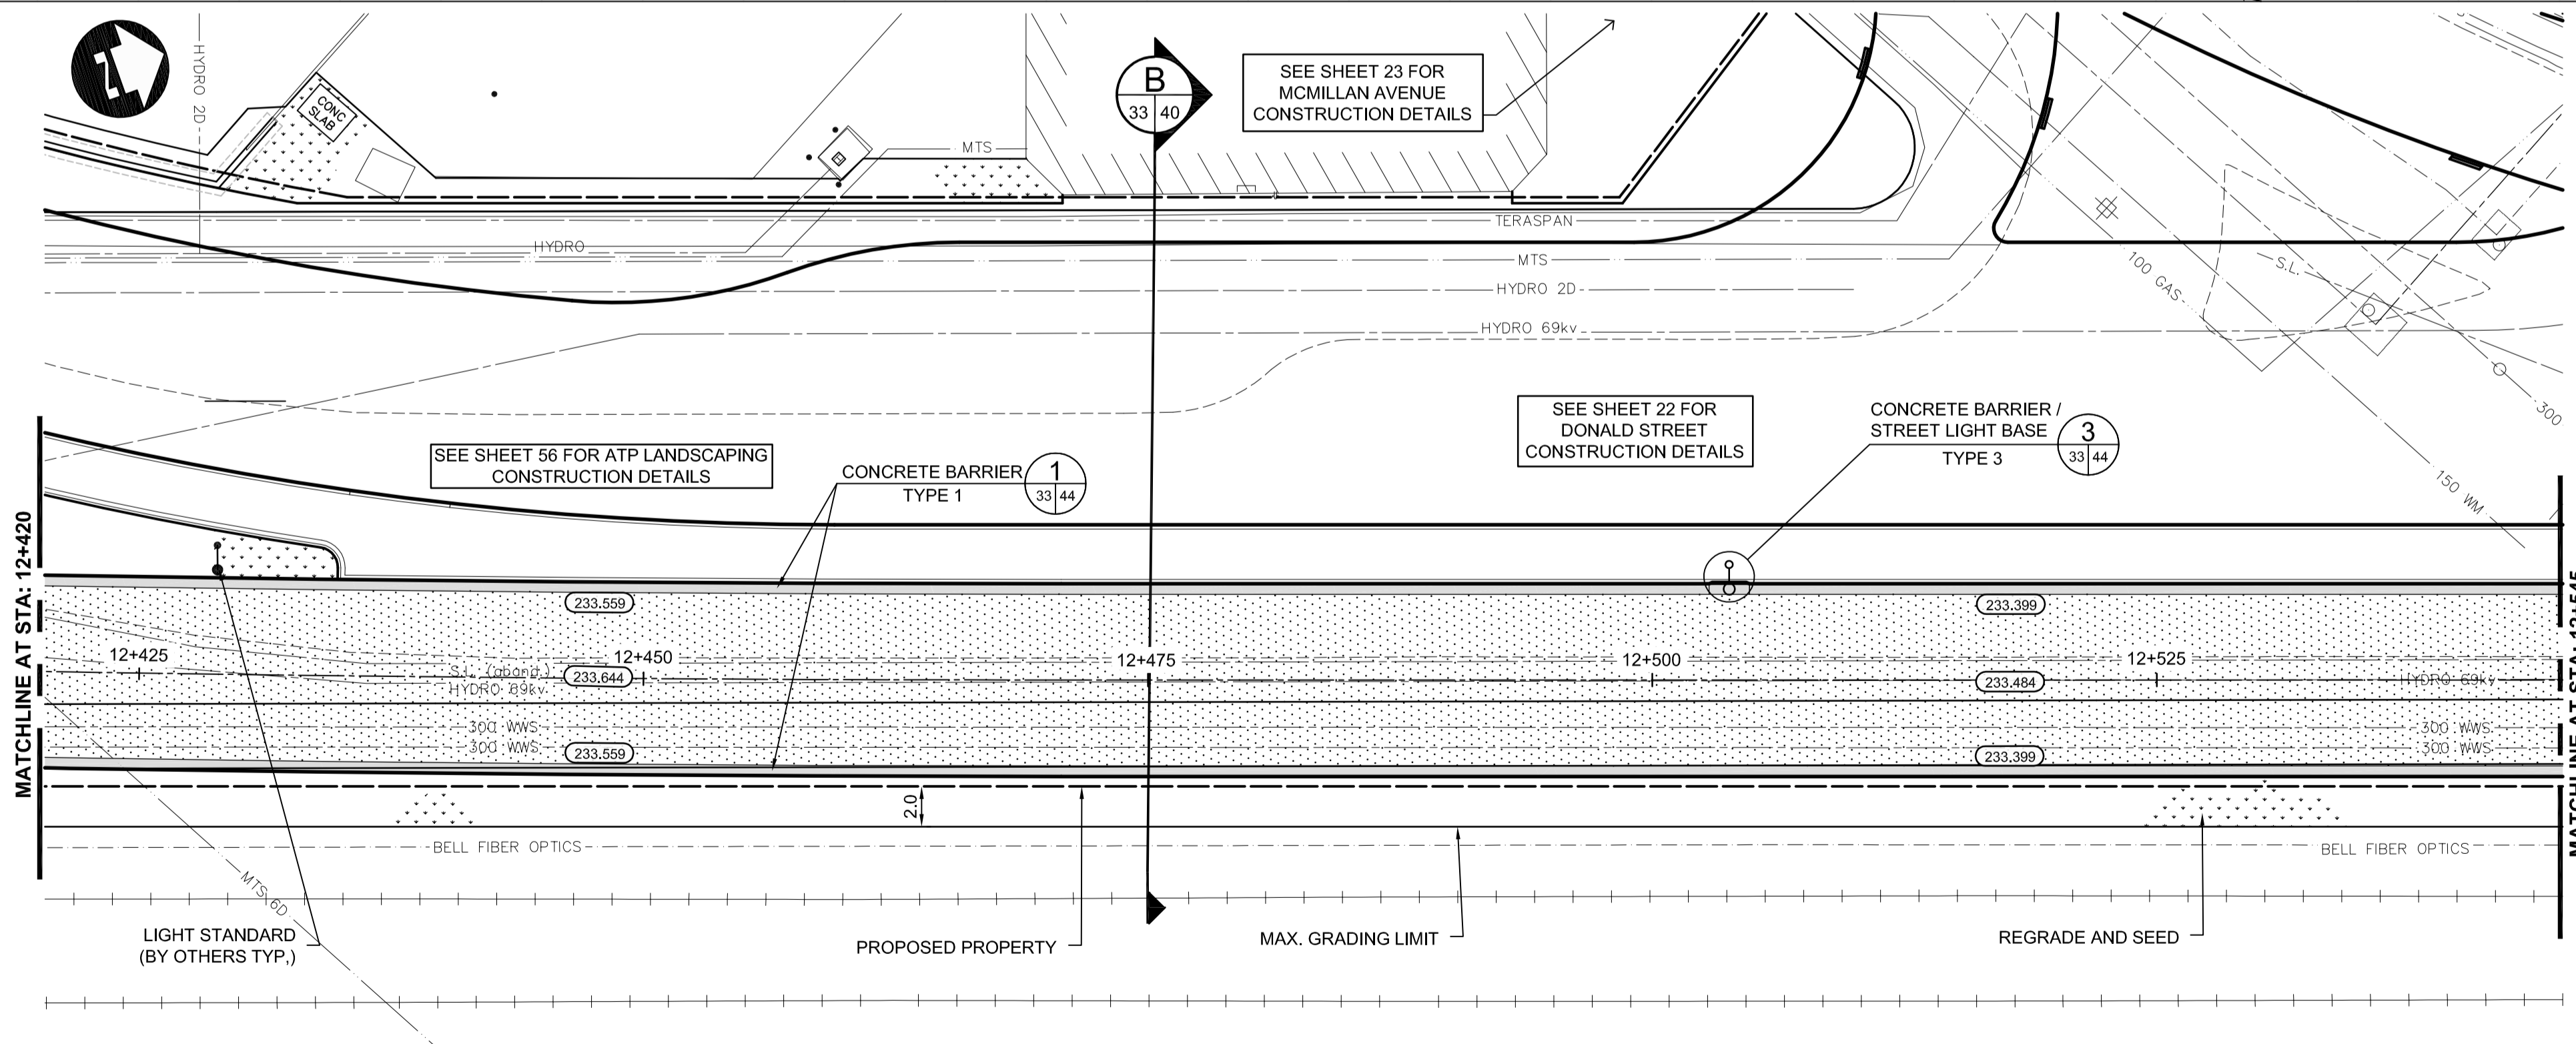 HYDRO 2D
CONC
SLAB
B
33 40
SEE SHEET 23 FOR
MCMILLAN AVENUE
CONSTRUCTION DETAILS
MTS
TERASPAN
HYDRO
MTS
HYDRO 2D
HYDRO 69kv
100 GAS
S.L.
300
150 WM
SEE SHEET 56 FOR ATP LANDSCAPING
CONSTRUCTION DETAILS
CONCRETE BARRIER
TYPE 1
1
33 44
SEE SHEET 22 FOR
DONALD STREET
CONSTRUCTION DETAILS
CONCRETE BARRIER /
STREET LIGHT BASE
TYPE 3
3
33 44
MATCHLINE AT STA: 12+420
MATCHLINE AT STA: 12+545
233.559
233.399
12+425
12+450
12+475
12+500
12+525
S.L. (aband.)
HYDRO 69kv
233.644
233.484
HYDRO 69kv
300 WWS
300 WWS
233.559
300 WWS
300 WWS
233.399
2.0
BELL FIBER OPTICS
BELL FIBER OPTICS
MTS 6D
LIGHT STANDARD
(BY OTHERS TYP,)
PROPOSED PROPERTY
MAX. GRADING LIMIT
REGRADE AND SEED